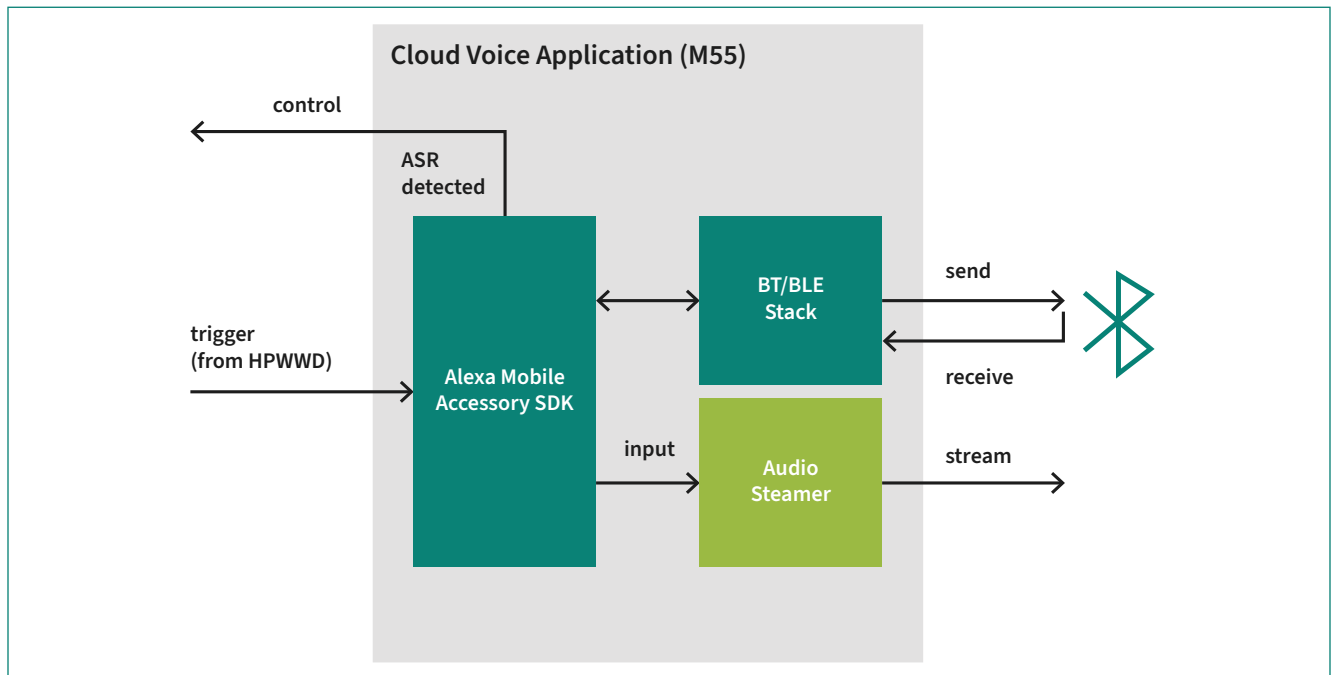 Cloud Voice Application (M55)
control
ASR
detected
BT/BLE
Stack
send
trigger
(from HPWWD)
Alexa Mobile
Accessory SDK
receive
input
Audio
Steamer
stream